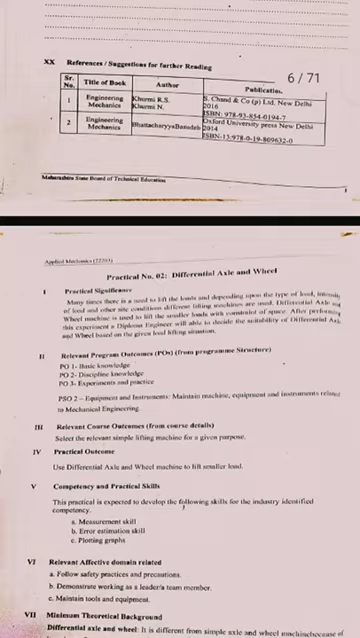 XX References / Suggestions for further Reading
6 / 71
Sr. No. Title of Book Author Publication
1 Engineering Mechanics Khurmi R.S. Khurmi N. S. Chand & Co (p) Ltd. New Delhi 2016 ISBN: 978-93-854-0194-7
2 Engineering Mechanics BhattacharyyaBasudeb Oxford University press New Delhi 2014 ISBN-13:978-0-19-809632-0
Maharashtra State Board of Technical Education
Applied Mechanics (22203)
Practical No. 02: Differential Axle and Wheel
I Practical Significance
Many times there is a need to lift the loads and depending upon the type of load, intensity
of load and other site conditions different lifting machines are used. Differential Axle and
Wheel machine is used to lift the smaller loads with constraint of space. After performing
this experiment a Diploma Engineer will able to decide the suitability of Differential Axl
and Wheel based on the given load lifting situation.
II Relevant Program Outcomes (POs) (from programme Structure)
PO 1- Basic knowledge
PO 2- Discipline knowledge
PO 3- Experiments and practice
PSO 2 – Equipment and Instruments: Maintain machine, equipment and instruments related
to Mechanical Engineering.
III Relevant Course Outcomes (from course details)
Select the relevant simple lifting machine for a given purpose.
IV Practical Outcome
Use Differential Axle and Wheel machine to lift smaller load.
V Competency and Practical Skills
This practical is expected to develop the following skills for the industry identified
competency.
a. Measurement skill
b. Error estimation skill
c. Plotting graphs
VI Relevant Affective domain related
a. Follow safety practices and precautions.
b. Demonstrate working as a leader/a team member.
c. Maintain tools and equipment.
VII Minimum Theoretical Background
Differential axle and wheel: It is different from simple axle and wheel machinebecause of